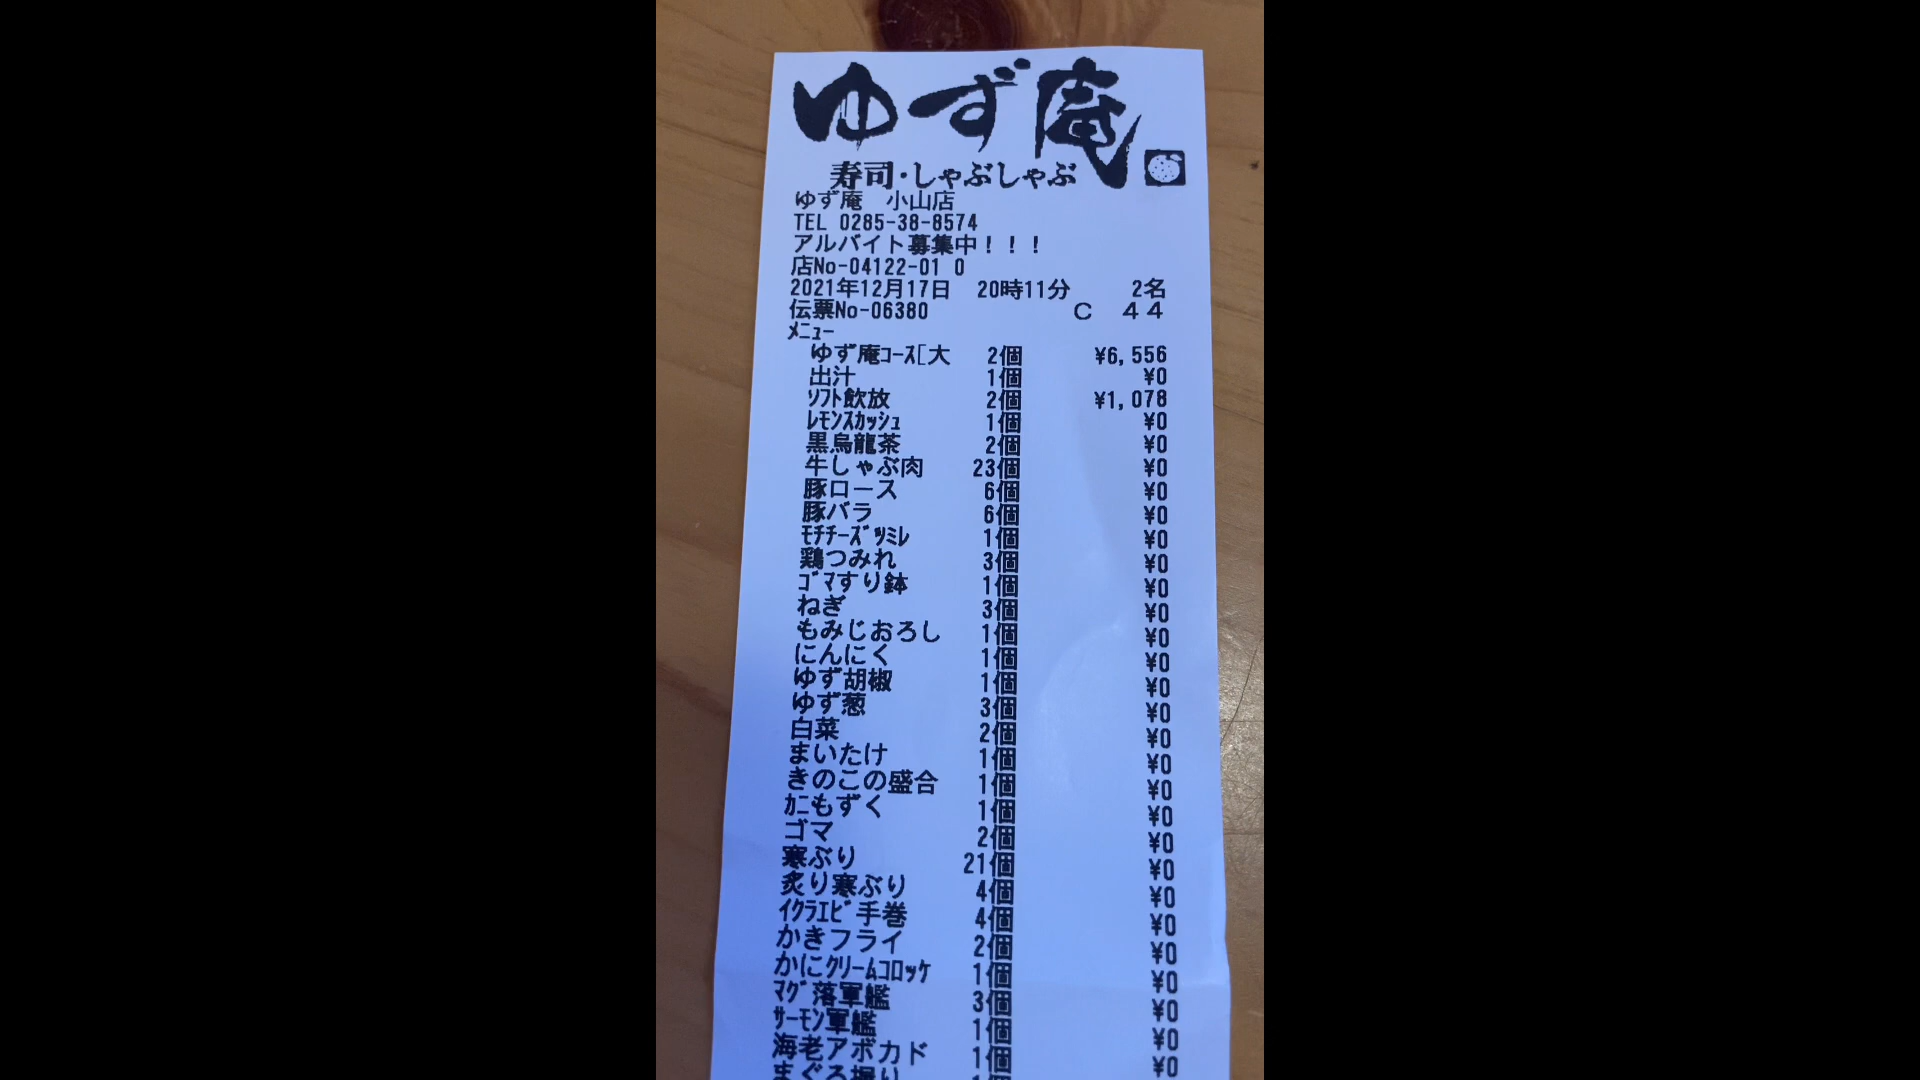 ゆず庵
寿司・しゃぶしゃぶ
ゆず庵　小山店
TEL 0285-38-8574
アルバイト募集中！！！
店No-04122-01 0
2021年12月17日　20時11分　2名
伝票No-06380　Ｃ　４４
ﾒﾆｭｰ
ゆず庵ｺｰｽ[大　2個　¥6,556
出汁　1個　¥0
ｿﾌﾄ飲放　2個　¥1,078
ﾚﾓﾝｽカｯｼｭ　1個　¥0
黒烏龍茶　2個　¥0
牛しゃぶ肉　23個　¥0
豚ロース　6個　¥0
豚バラ　6個　¥0
ﾓﾁﾁｰｽﾞﾂﾐﾚ　1個　¥0
鶏つみれ　3個　¥0
ｺﾞﾏすり鉢　1個　¥0
ねぎ　3個　¥0
もみじおろし　1個　¥0
にんにく　1個　¥0
ゆず胡椒　1個　¥0
ゆず葱　3個　¥0
白菜　2個　¥0
まいたけ　1個　¥0
きのこの盛合　1個　¥0
ｶﾆもずく　1個　¥0
ゴマ　2個　¥0
寒ぶり　21個　¥0
炙り寒ぶり　4個　¥0
ｲｸﾗｴﾋﾞ手巻　4個　¥0
かきフライ　2個　¥0
かにｸﾘｰﾑｺﾛｯｹ　1個　¥0
ﾏｸﾞ落軍艦　3個　¥0
ｻｰﾓﾝ軍艦　1個　¥0
海老アボカド　1個　¥0
まぐろ握り　1個